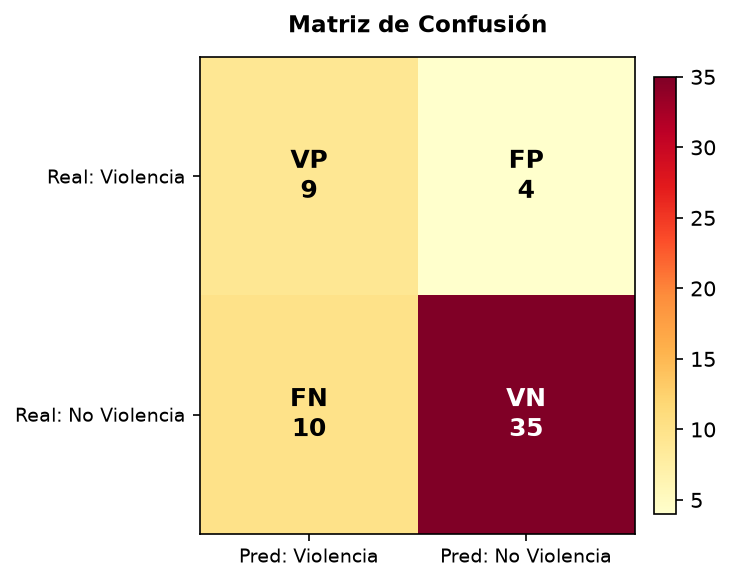 Matriz de Confusión
Real: Violencia
VP
9
FP
4
Real: No Violencia
FN
10
VN
35
Pred: Violencia
Pred: No Violencia
35
30
25
20
15
10
5